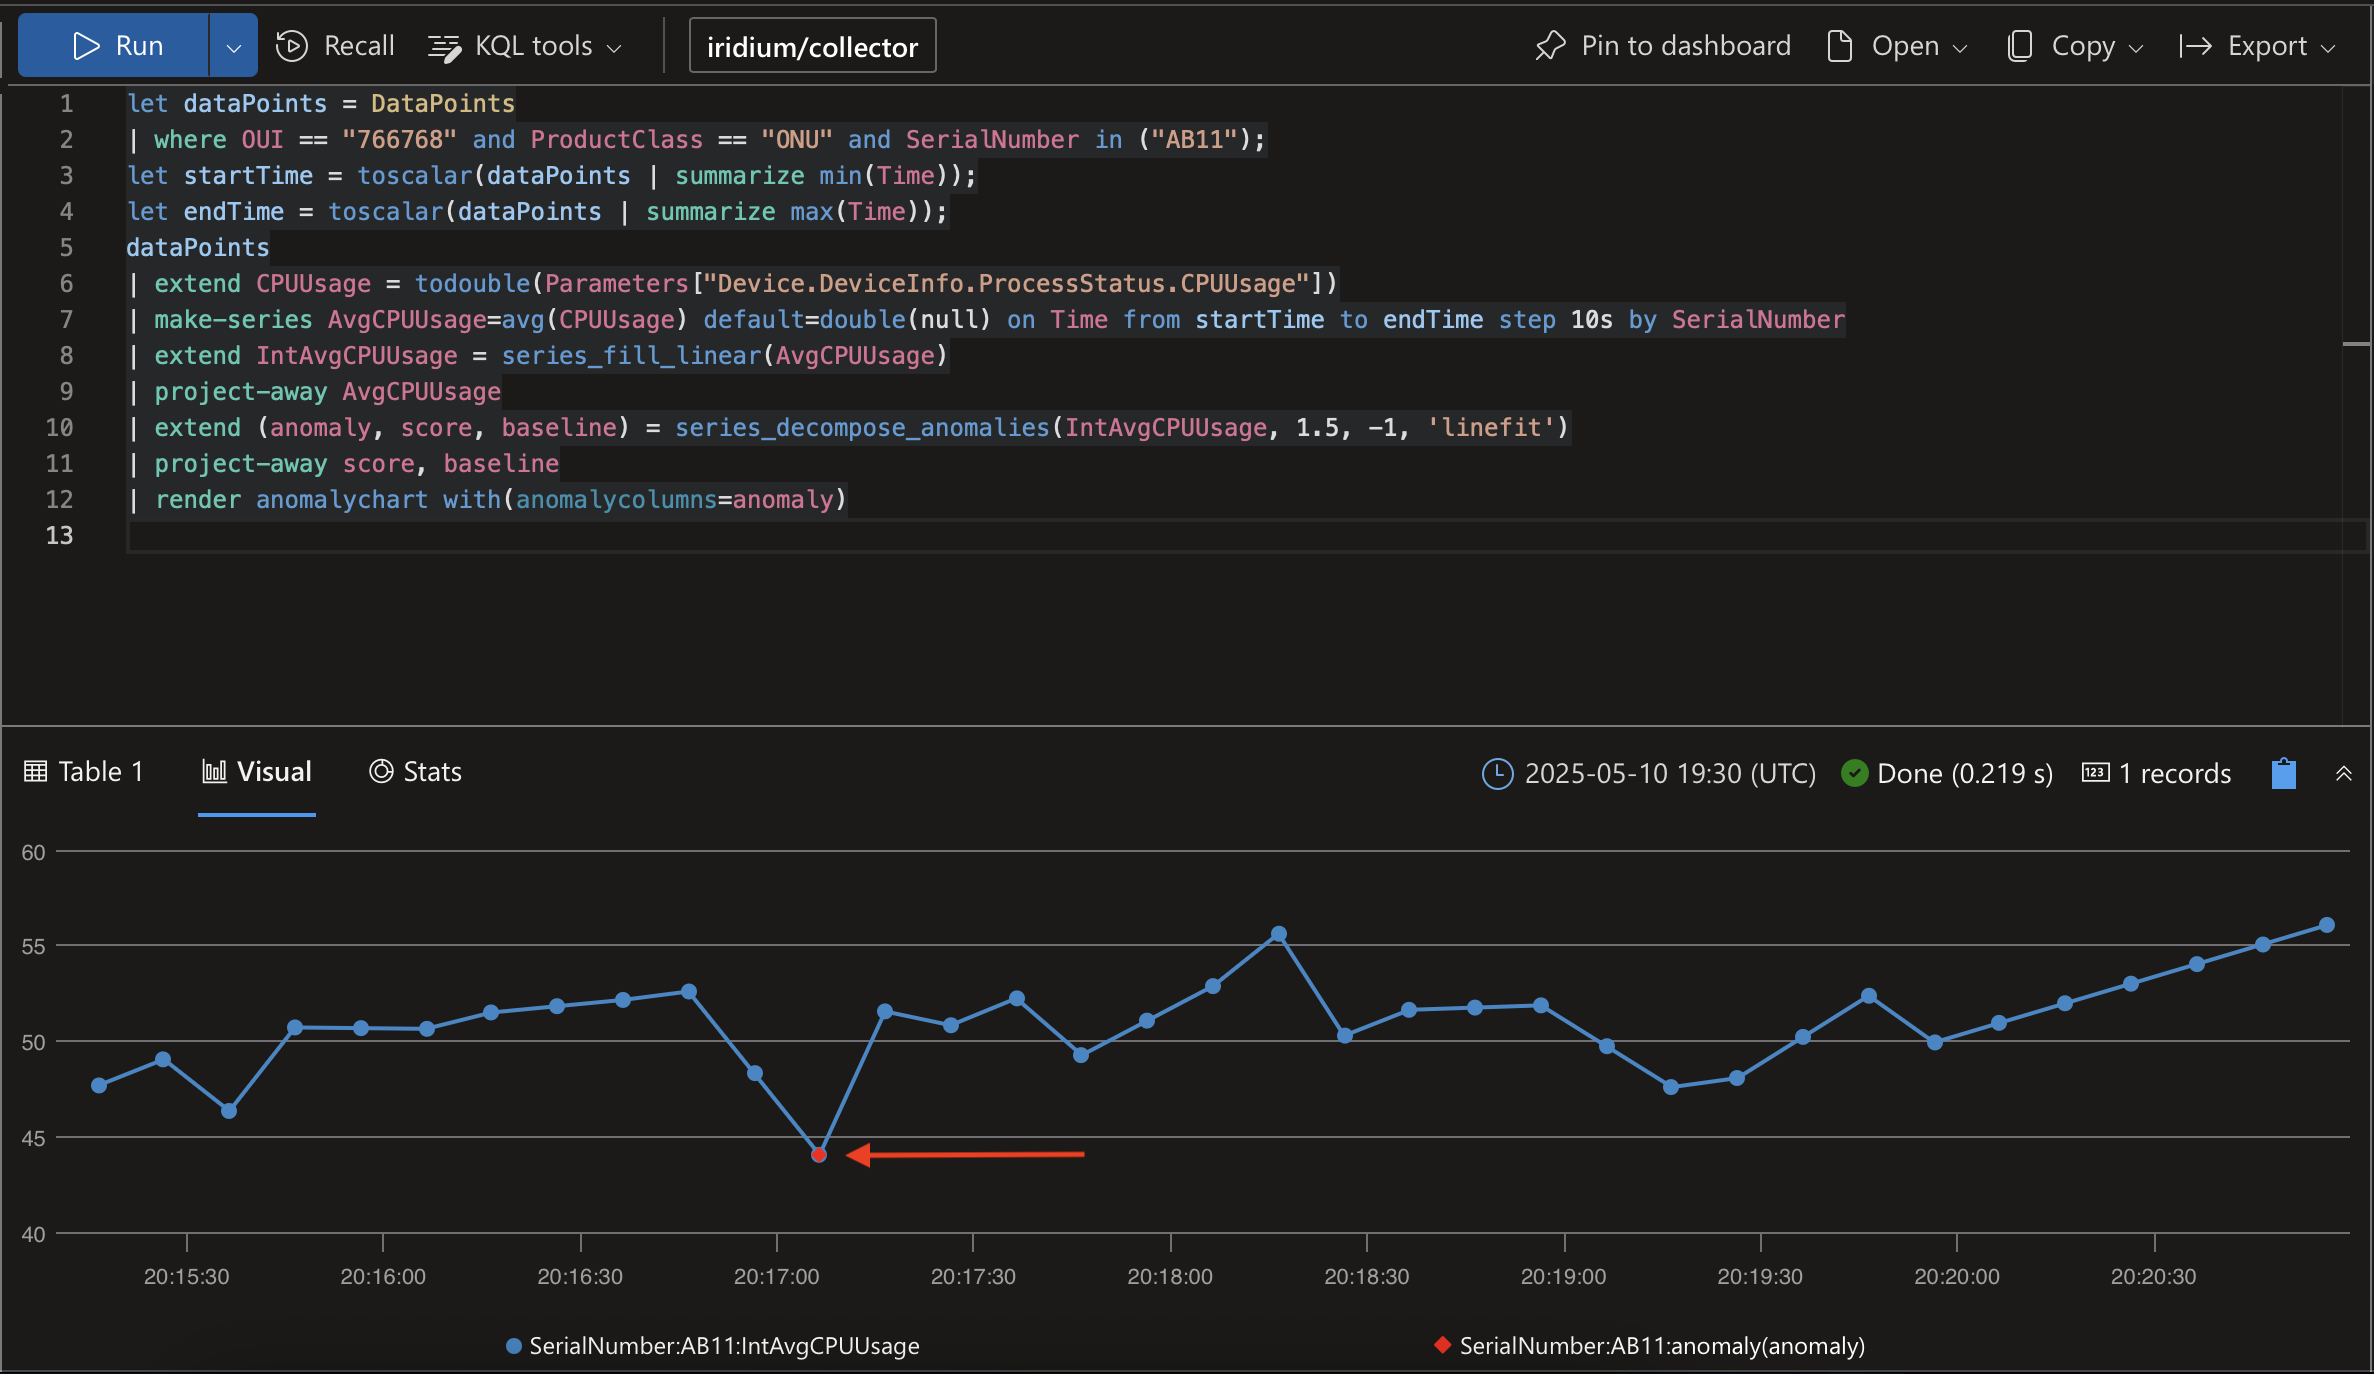 Run Recall KQL tools iridium/collector Pin to dashboard Open Copy Export
1 let dataPoints = DataPoints
2 | where OUI == "766768" and ProductClass == "ONU" and SerialNumber in ("AB11");
3 let startTime = toscalar(dataPoints | summarize min(Time));
4 let endTime = toscalar(dataPoints | summarize max(Time));
5 dataPoints
6 | extend CPUUsage = todouble(Parameters["Device.DeviceInfo.ProcessStatus.CPUUsage"])
7 | make-series AvgCPUUsage=avg(CPUUsage) default=double(null) on Time from startTime to endTime step 10s by SerialNumber
8 | extend IntAvgCPUUsage = series_fill_linear(AvgCPUUsage)
9 | project-away AvgCPUUsage
10 | extend (anomaly, score, baseline) = series_decompose_anomalies(IntAvgCPUUsage, 1.5, -1, 'linefit')
11 | project-away score, baseline
12 | render anomalychart with(anomalycolumns=anomaly)
13
Table 1 Visual Stats 2025-05-10 19:30 (UTC) Done (0.219 s) 123 1 records
60
55
50
45
40
20:15:30 20:16:00 20:16:30 20:17:00 20:17:30 20:18:00 20:18:30 20:19:00 20:19:30 20:20:00 20:20:30
SerialNumber:AB11:IntAvgCPUUsage SerialNumber:AB11:anomaly(anomaly)